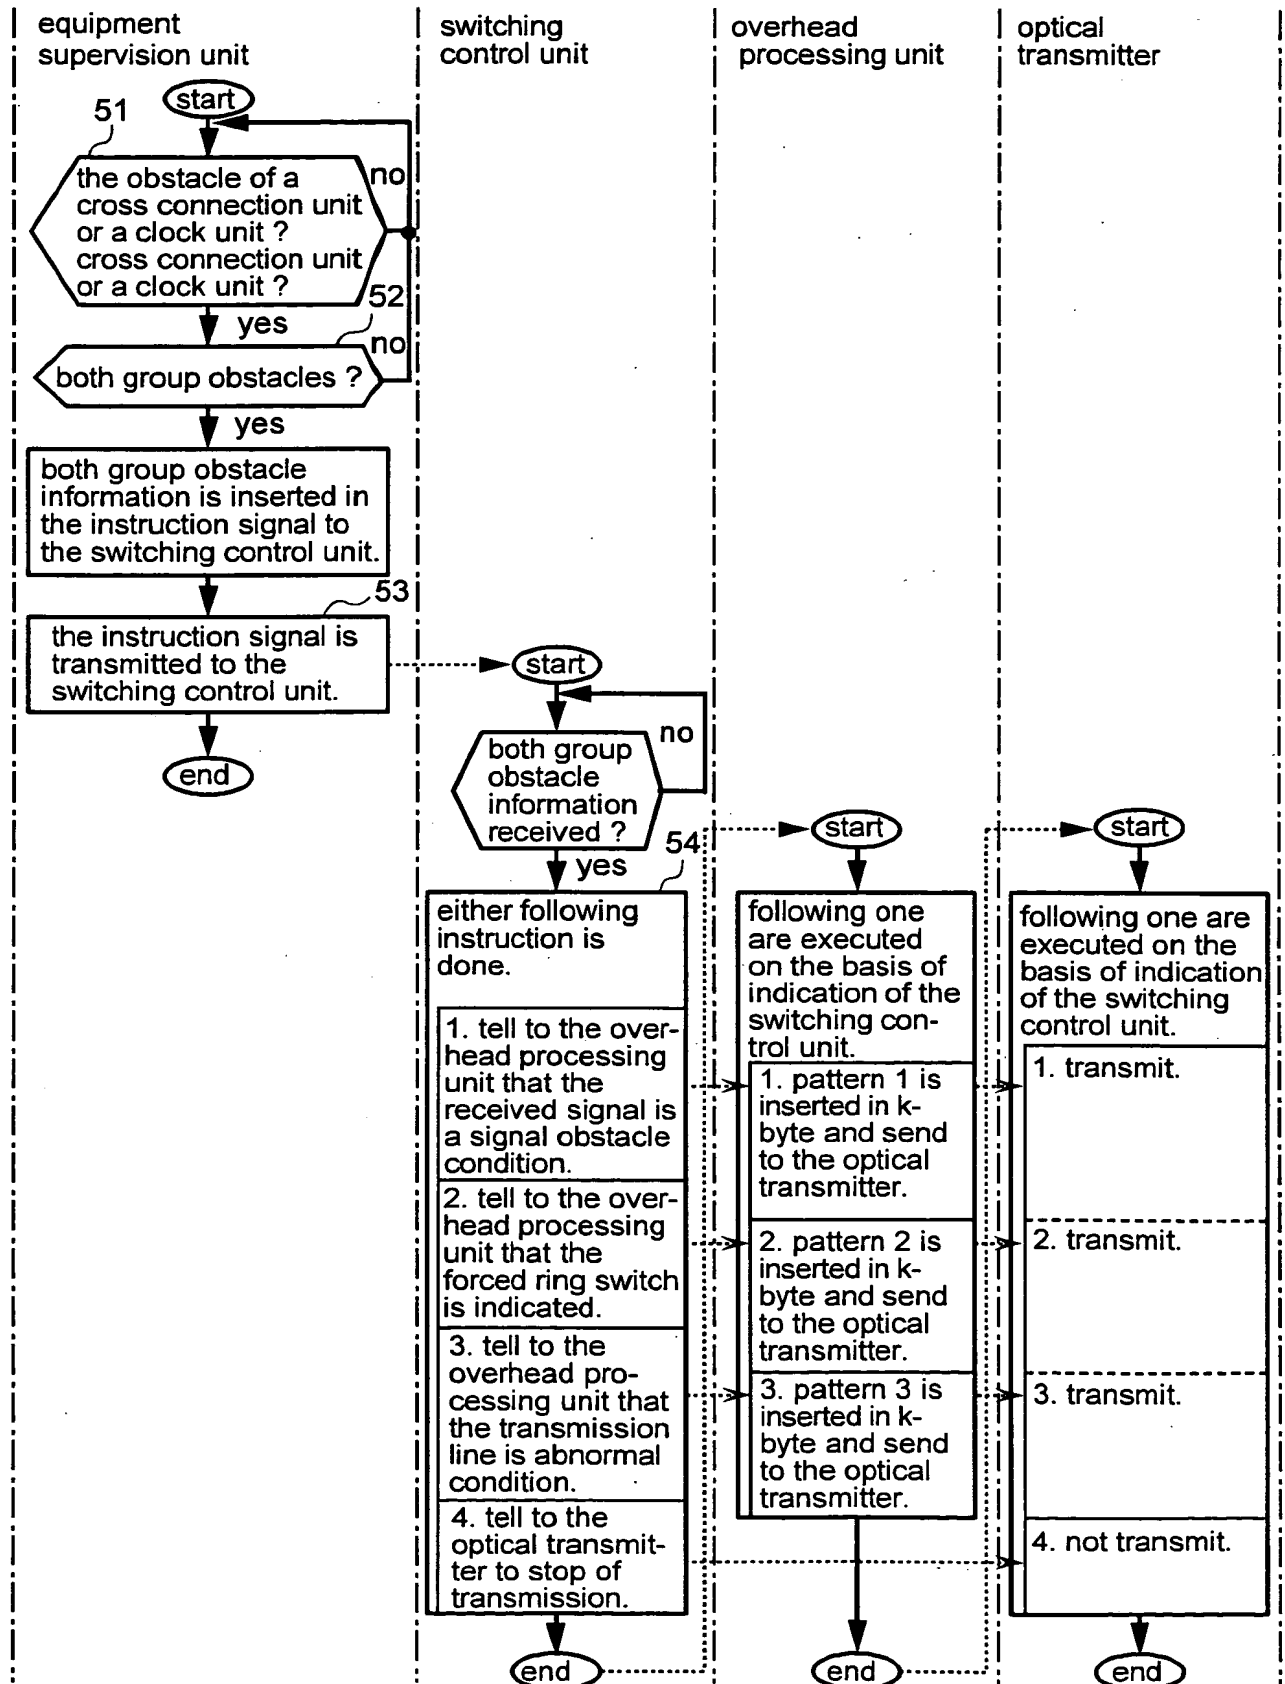 equipment
supervision unit
switching
control unit
overhead
processing unit
optical
transmitter
start
51
the obstacle of a
cross connection unit
or a clock unit ?
cross connection unit
or a clock unit ?
no
yes
52
both group obstacles ?
no
yes
both group obstacle
information is inserted in
the instruction signal to
the switching control unit.
53
the instruction signal is
transmitted to the
switching control unit.
end
start
both group
obstacle
information
received ?
no
yes
54
either following
instruction is
done.
1. tell to the over-
head processing
unit that the
received signal is
a signal obstacle
condition.
2. tell to the over-
head processing
unit that the
forced ring switch
is indicated.
3. tell to the
overhead pro-
cessing unit that
the transmission
line is abnormal
condition.
4. tell to the
optical transmit-
ter to stop of
transmission.
end
start
following one
are executed
on the basis of
indication of the
switching con-
trol unit.
1. pattern 1 is
inserted in k-
byte and send
to the optical
transmitter.
2. pattern 2 is
inserted in k-
byte and send
to the optical
transmitter.
3. pattern 3 is
inserted in k-
byte and send
to the optical
transmitter.
end
start
following one are
executed on the
basis of indication
of the switching
control unit.
1. transmit.
2. transmit.
3. transmit.
4. not transmit.
end